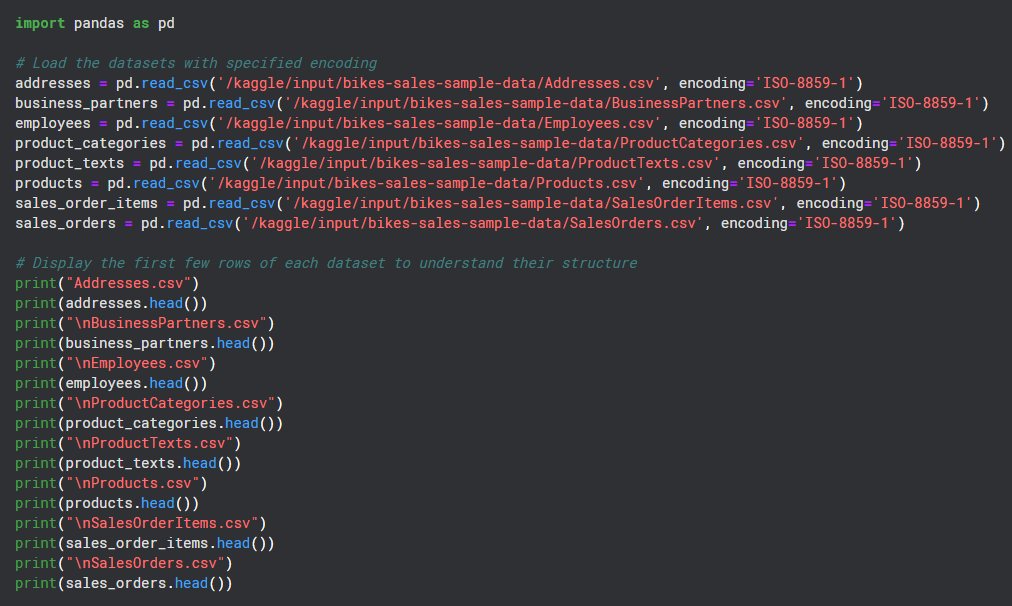 import pandas as pd

# Load the datasets with specified encoding
addresses = pd.read_csv('/kaggle/input/bikes-sales-sample-data/Addresses.csv', encoding='ISO-8859-1')
business_partners = pd.read_csv('/kaggle/input/bikes-sales-sample-data/BusinessPartners.csv', encoding='ISO-8859-1')
employees = pd.read_csv('/kaggle/input/bikes-sales-sample-data/Employees.csv', encoding='ISO-8859-1')
product_categories = pd.read_csv('/kaggle/input/bikes-sales-sample-data/ProductCategories.csv', encoding='ISO-8859-1')
product_texts = pd.read_csv('/kaggle/input/bikes-sales-sample-data/ProductTexts.csv', encoding='ISO-8859-1')
products = pd.read_csv('/kaggle/input/bikes-sales-sample-data/Products.csv', encoding='ISO-8859-1')
sales_order_items = pd.read_csv('/kaggle/input/bikes-sales-sample-data/SalesOrderItems.csv', encoding='ISO-8859-1')
sales_orders = pd.read_csv('/kaggle/input/bikes-sales-sample-data/SalesOrders.csv', encoding='ISO-8859-1')

# Display the first few rows of each dataset to understand their structure
print("Addresses.csv")
print(addresses.head())
print("\nBusinessPartners.csv")
print(business_partners.head())
print("\nEmployees.csv")
print(employees.head())
print("\nProductCategories.csv")
print(product_categories.head())
print("\nProductTexts.csv")
print(product_texts.head())
print("\nProducts.csv")
print(products.head())
print("\nSalesOrderItems.csv")
print(sales_order_items.head())
print("\nSalesOrders.csv")
print(sales_orders.head())